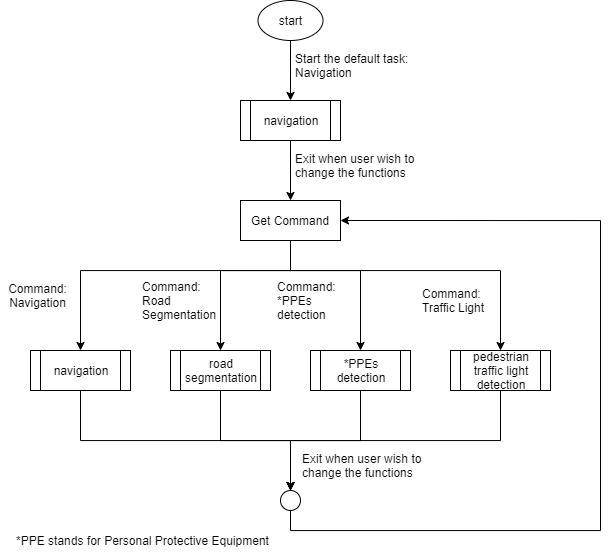 start
Start the default task:
Navigation
navigation
Exit when user wish to
change the functions
Get Command
Command:
Navigation
Command:
Road
Segmentation
Command:
*PPEs
detection
Command:
Traffic Light
navigation
road
segmentation
*PPEs
detection
pedestrian
traffic light
detection
Exit when user wish to
change the functions
*PPE stands for Personal Protective Equipment